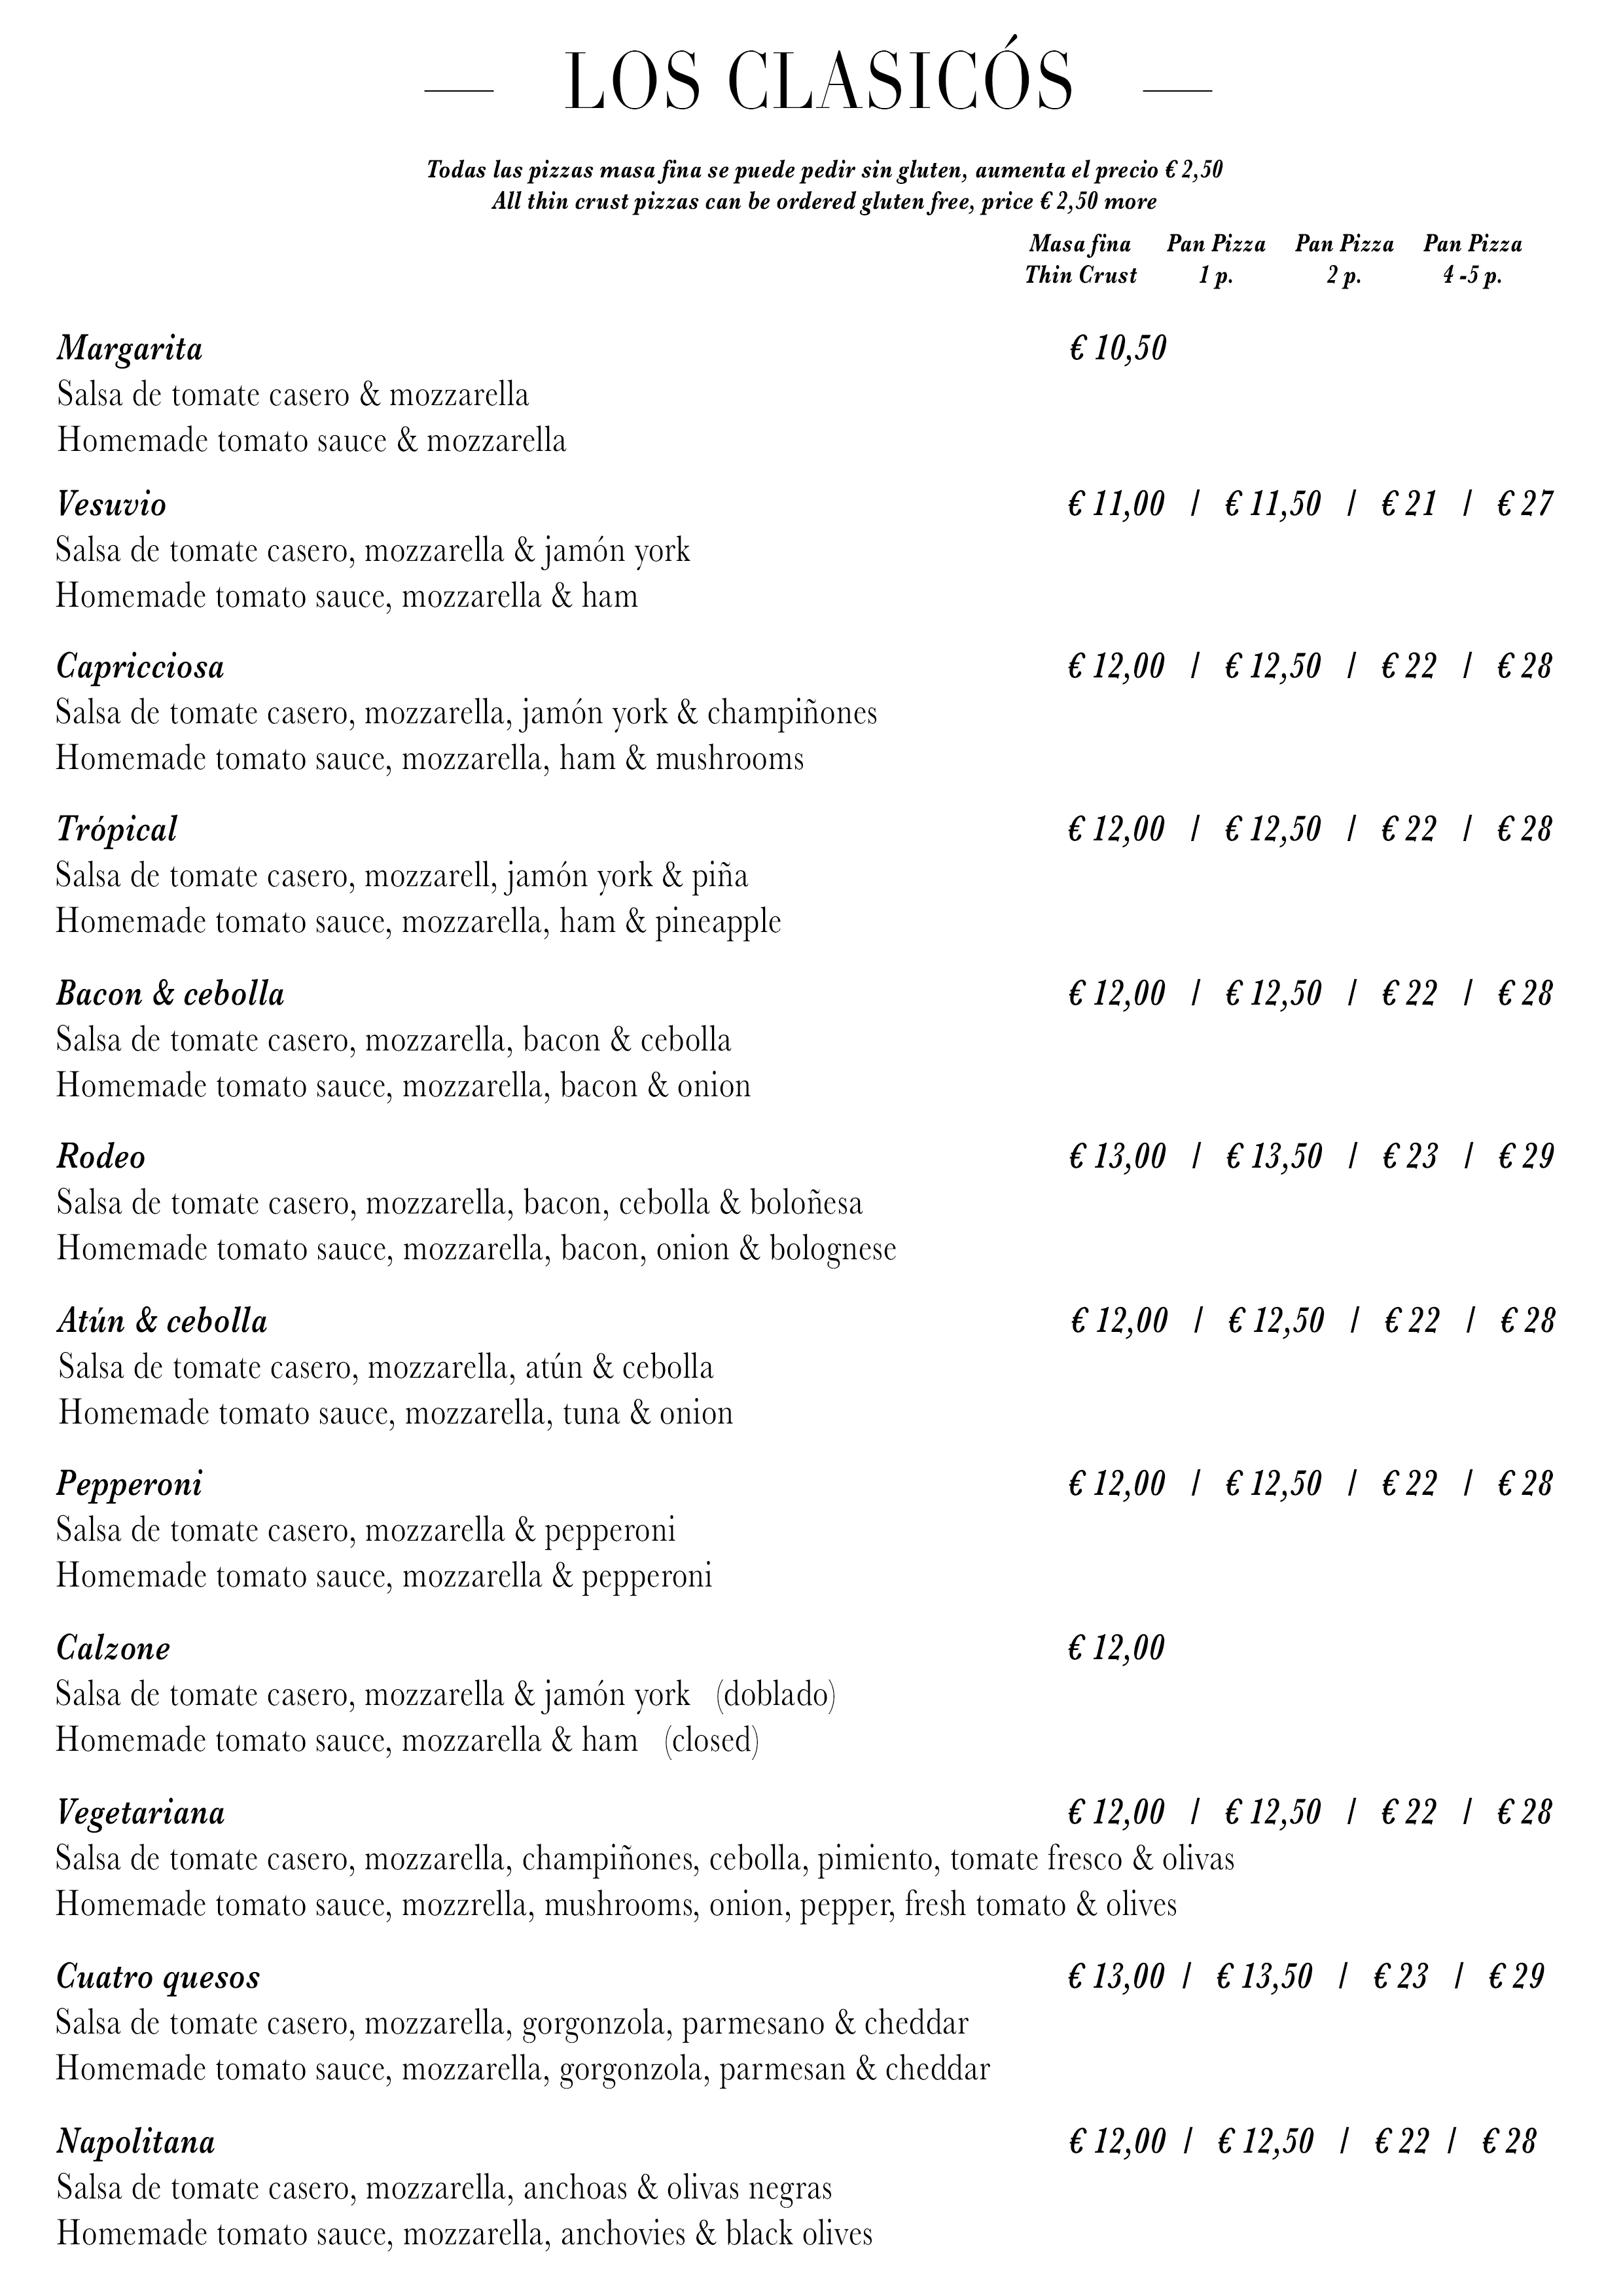 LOS CLASICÓS
Todas las pizzas masa fina se puede pedir sin gluten, aumenta el precio € 2,50
All thin crust pizzas can be ordered gluten free, price € 2,50 more
Masa fina Pan Pizza Pan Pizza Pan Pizza
Thin Crust 1 p. 2 p. 4 -5 p.
Margarita € 10,50
Salsa de tomate casero & mozzarella
Homemade tomato sauce & mozzarella
Vesuvio € 11,00 / € 11,50 / € 21 / € 27
Salsa de tomate casero, mozzarella & jamón york
Homemade tomato sauce, mozzarella & ham
Capricciosa € 12,00 / € 12,50 / € 22 / € 28
Salsa de tomate casero, mozzarella, jamón york & champiñones
Homemade tomato sauce, mozzarella, ham & mushrooms
Trópical € 12,00 / € 12,50 / € 22 / € 28
Salsa de tomate casero, mozzarell, jamón york & piña
Homemade tomato sauce, mozzarella, ham & pineapple
Bacon & cebolla € 12,00 / € 12,50 / € 22 / € 28
Salsa de tomate casero, mozzarella, bacon & cebolla
Homemade tomato sauce, mozzarella, bacon & onion
Rodeo € 13,00 / € 13,50 / € 23 / € 29
Salsa de tomate casero, mozzarella, bacon, cebolla & boloñesa
Homemade tomato sauce, mozzarella, bacon, onion & bolognese
Atún & cebolla € 12,00 / € 12,50 / € 22 / € 28
Salsa de tomate casero, mozzarella, atún & cebolla
Homemade tomato sauce, mozzarella, tuna & onion
Pepperoni € 12,00 / € 12,50 / € 22 / € 28
Salsa de tomate casero, mozzarella & pepperoni
Homemade tomato sauce, mozzarella & pepperoni
Calzone € 12,00
Salsa de tomate casero, mozzarella & jamón york (doblado)
Homemade tomato sauce, mozzarella & ham (closed)
Vegetariana € 12,00 / € 12,50 / € 22 / € 28
Salsa de tomate casero, mozzarella, champiñones, cebolla, pimiento, tomate fresco & olivas
Homemade tomato sauce, mozzrella, mushrooms, onion, pepper, fresh tomato & olives
Cuatro quesos € 13,00 / € 13,50 / € 23 / € 29
Salsa de tomate casero, mozzarella, gorgonzola, parmesano & cheddar
Homemade tomato sauce, mozzarella, gorgonzola, parmesan & cheddar
Napolitana € 12,00 / € 12,50 / € 22 / € 28
Salsa de tomate casero, mozzarella, anchoas & olivas negras
Homemade tomato sauce, mozzarella, anchovies & black olives